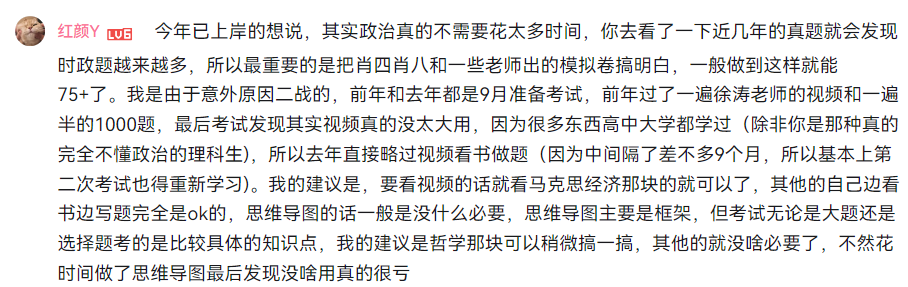 红颜Y LV6 今年已上岸的想说，其实政治真的不需要花太多时间，你去看了一下近几年的真题就会发现
时政题越来越多，所以最重要的是把肖四肖八和一些老师出的模拟卷搞明白，一般做到这样就能
75+了。我是由于意外原因二战的，前年和去年都是9月准备考试，前年过了一遍徐涛老师的视频和一遍
半的1000题，最后考试发现其实视频真的没太大用，因为很多东西高中大学都学过（除非你是那种真的
完全不懂政治的理科生)，所以去年直接略过视频看书做题（因为中间隔了差不多9个月，所以基本上第
二次考试也得重新学习)。我的建议是，要看视频的话就看马克思经济那块的就可以了，其他的自己边看
书边写题完全是ok的，思维导图的话一般是没什么必要，思维导图主要是框架，但考试无论是大题还是
选择题考的是比较具体的知识点，我的建议是哲学那块可以稍微搞一搞，其他的就没啥必要了，不然花
时间做了思维导图最后发现没啥用真的很亏